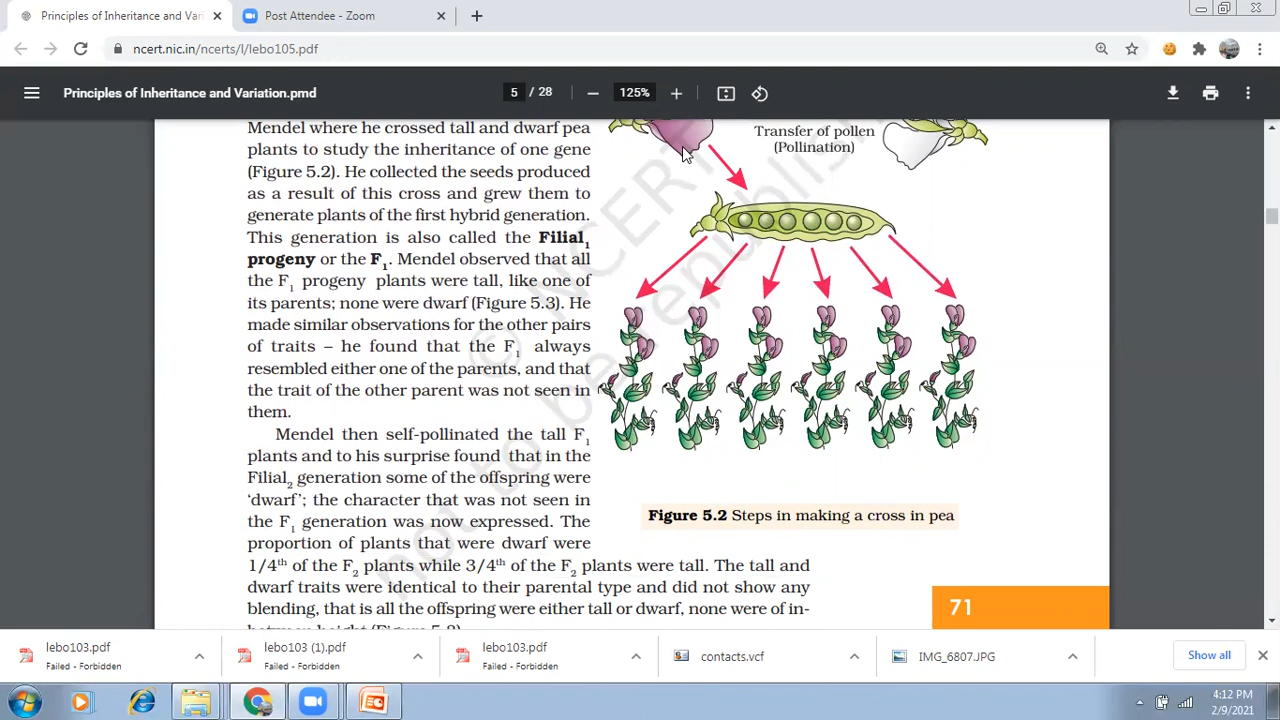 Principles of Inheritance and Vari
Post Attendee - Zoom
ncert.nic.in/ncerts/l/lebo105.pdf
Principles of Inheritance and Variation.pmd
5 / 28
125%
Mendel where he crossed tall and dwarf pea
plants to study the inheritance of one gene
(Figure 5.2). He collected the seeds produced
as a result of this cross and grew them to
generate plants of the first hybrid generation.
This generation is also called the Filial1
progeny or the F1. Mendel observed that all
the F1 progeny plants were tall, like one of
its parents; none were dwarf (Figure 5.3). He
made similar observations for the other pairs
of traits – he found that the F1 always
resembled either one of the parents, and that
the trait of the other parent was not seen in
them.
Mendel then self-pollinated the tall F1
plants and to his surprise found that in the
Filial2 generation some of the offspring were
‘dwarf’; the character that was not seen in
the F1 generation was now expressed. The
proportion of plants that were dwarf were
1/4th of the F2 plants while 3/4th of the F2 plants were tall. The tall and
dwarf traits were identical to their parental type and did not show any
blending, that is all the offspring were either tall or dwarf, none were of in-
between height (Figure 5.3).
Transfer of pollen
(Pollination)
Figure 5.2 Steps in making a cross in pea
© NCERT
not to be republished
71
lebo103.pdf
Failed - Forbidden
lebo103 (1).pdf
Failed - Forbidden
lebo103.pdf
Failed - Forbidden
contacts.vcf
IMG_6807.JPG
Show all
4:12 PM
2/9/2021